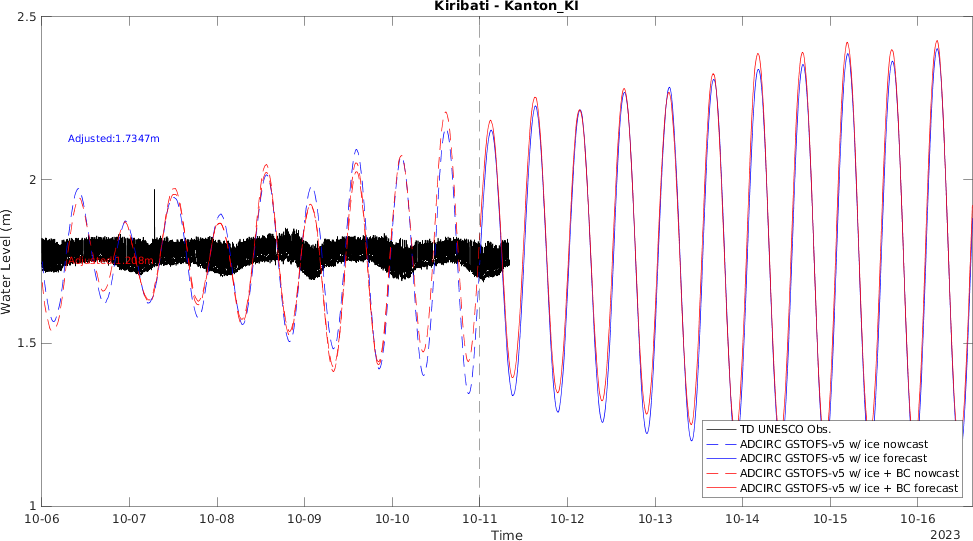 Kiribati - Kanton_KI
2.5
2
1.5
1
Water Level (m)
Adjusted:1.7347m
TD UNESCO Obs.
ADCIRC GSTOFS-v5 w/ ice nowcast
ADCIRC GSTOFS-v5 w/ ice forecast
ADCIRC GSTOFS-v5 w/ ice + BC nowcast
ADCIRC GSTOFS-v5 w/ ice + BC forecast
10-06 10-07 10-08 10-09 10-10 10-11 10-12 10-13 10-14 10-15 10-16
Time
2023